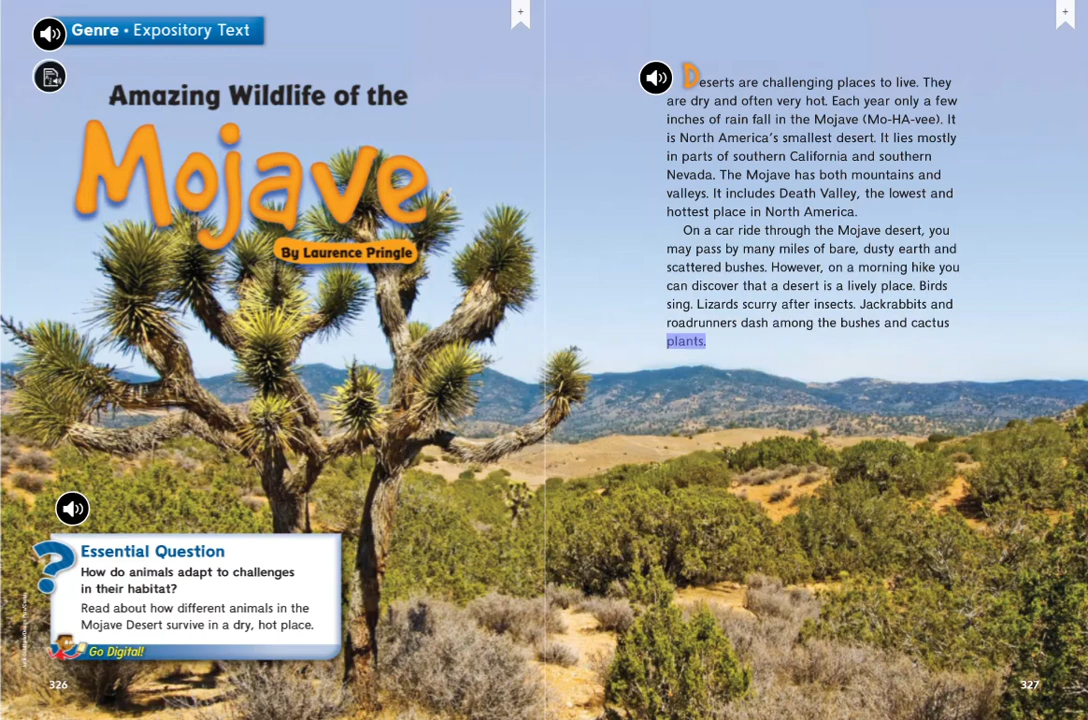 Genre • Expository Text
Amazing Wildlife of the
Mojave
By Laurence Pringle
Essential Question
How do animals adapt to challenges
in their habitat?
Read about how different animals in the
Mojave Desert survive in a dry, hot place.
Go Digital!
326
Deserts are challenging places to live. They
are dry and often very hot. Each year only a few
inches of rain fall in the Mojave (Mo-HA-vee). It
is North America's smallest desert. It lies mostly
in parts of southern California and southern
Nevada. The Mojave has both mountains and
valleys. It includes Death Valley, the lowest and
hottest place in North America.
On a car ride through the Mojave desert, you
may pass by many miles of bare, dusty earth and
scattered bushes. However, on a morning hike you
can discover that a desert is a lively place. Birds
sing. Lizards scurry after insects. Jackrabbits and
roadrunners dash among the bushes and cactus
plants.
327